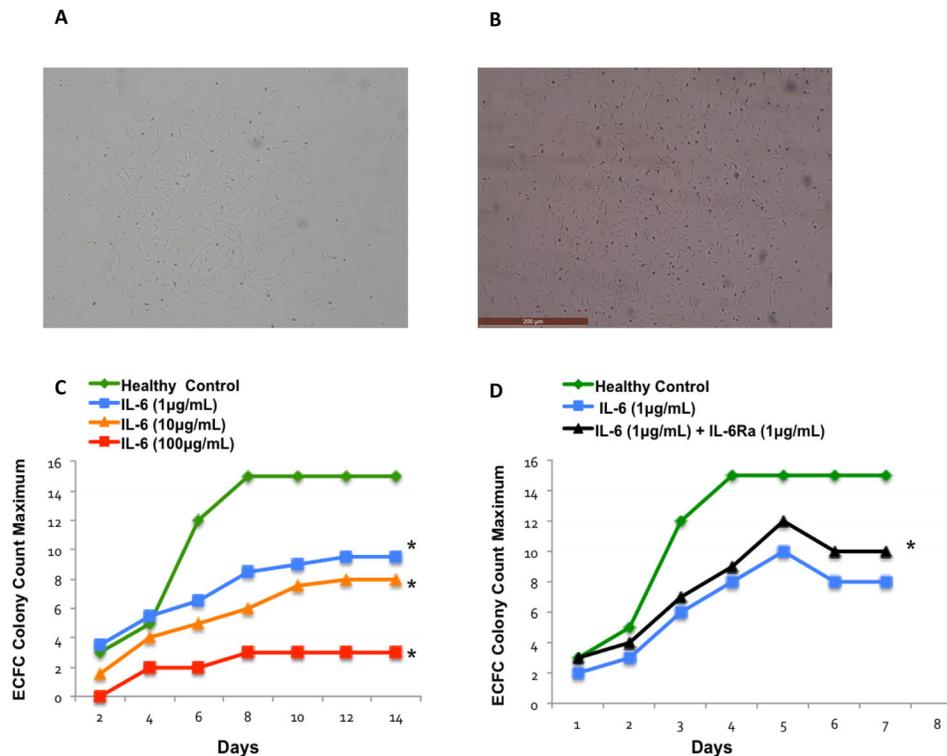 A
B
200 µm
C
Healthy Control
IL-6 (1µg/mL)
IL-6 (10µg/mL)
IL-6 (100µg/mL)
ECFC Colony Count Maximum
16
14
12
10
8
6
4
2
0
*
*
*
2 4 6 8 10 12 14
Days
D
Healthy Control
IL-6 (1µg/mL)
IL-6 (1µg/mL) + IL-6Ra (1µg/mL)
ECFC Colony Count Maximum
16
14
12
10
8
6
4
2
0
*
1 2 3 4 5 6 7 8
Days